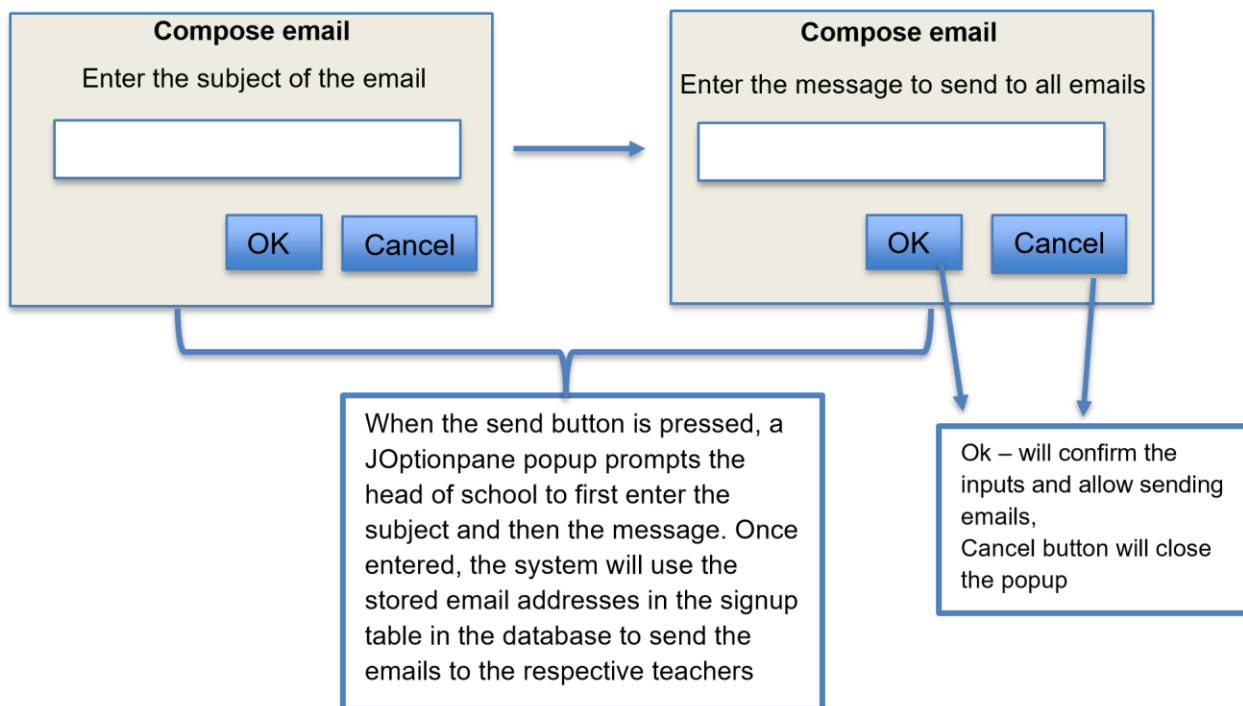 Compose email
Enter the subject of the email
OK
Cancel
Compose email
Enter the message to send to all emails
OK
Cancel
When the send button is pressed, a
JOptionpane popup prompts the
head of school to first enter the
subject and then the message. Once
entered, the system will use the
stored email addresses in the signup
table in the database to send the
emails to the respective teachers
Ok – will confirm the
inputs and allow sending
emails,
Cancel button will close
the popup